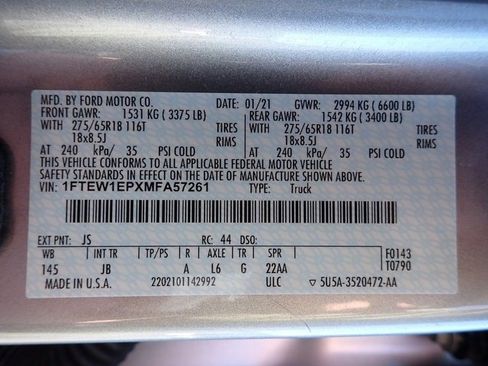 MFD. BY FORD MOTOR CO. 01/21 GVWR: 2994 KG ( 6600 LB)
FRONT GAWR: 1531 KG ( 3375 LB) REAR GAWR: 1542 KG ( 3400 LB)
WITH 275/65R18 116T TIRES WITH 275/65R18 116T TIRES
18x8.5J RIMS 18x8.5J RIMS
AT 240 kPa/ 35 PSI COLD AT 240 kPa/ 35 PSI COLD
THIS VEHICLE CONFORMS TO ALL APPLICABLE FEDERAL MOTOR VEHICLE
SAFETY STANDARDS IN EFFECT ON THE DATE OF MANUFACTURE SHOWN ABOVE.
VIN: 1FTEW1EPXMFA57261 TYPE: Truck
EXT PNT: JS RC: 44 DSO:
WB INT TR TP/PS R AXLE TR SPR F0143
145 JB A L6 G 22AA T0790
MADE IN U.S.A. 2202101142992 ULC ▽ 5U5A-3520472-AA